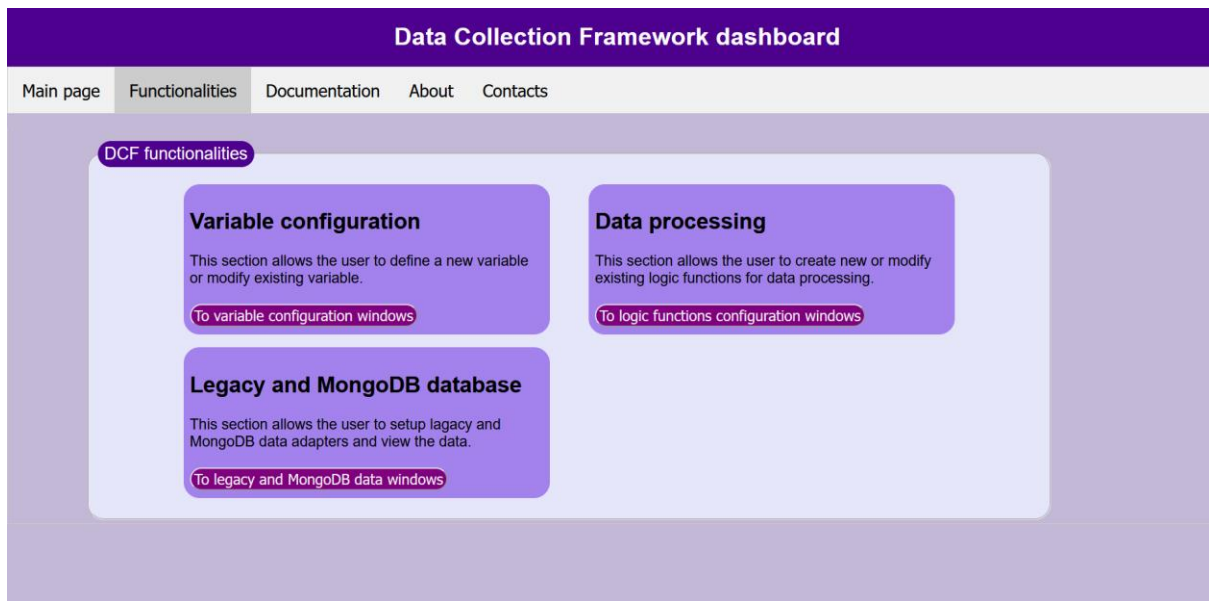 Data Collection Framework dashboard
Main page Functionalities Documentation About Contacts
DCF functionalities
Variable configuration
This section allows the user to define a new variable
or modify existing variable.
To variable configuration windows
Data processing
This section allows the user to create new or modify
existing logic functions for data processing.
To logic functions configuration windows
Legacy and MongoDB database
This section allows the user to setup lagacy and
MongoDB data adapters and view the data.
To legacy and MongoDB data windows